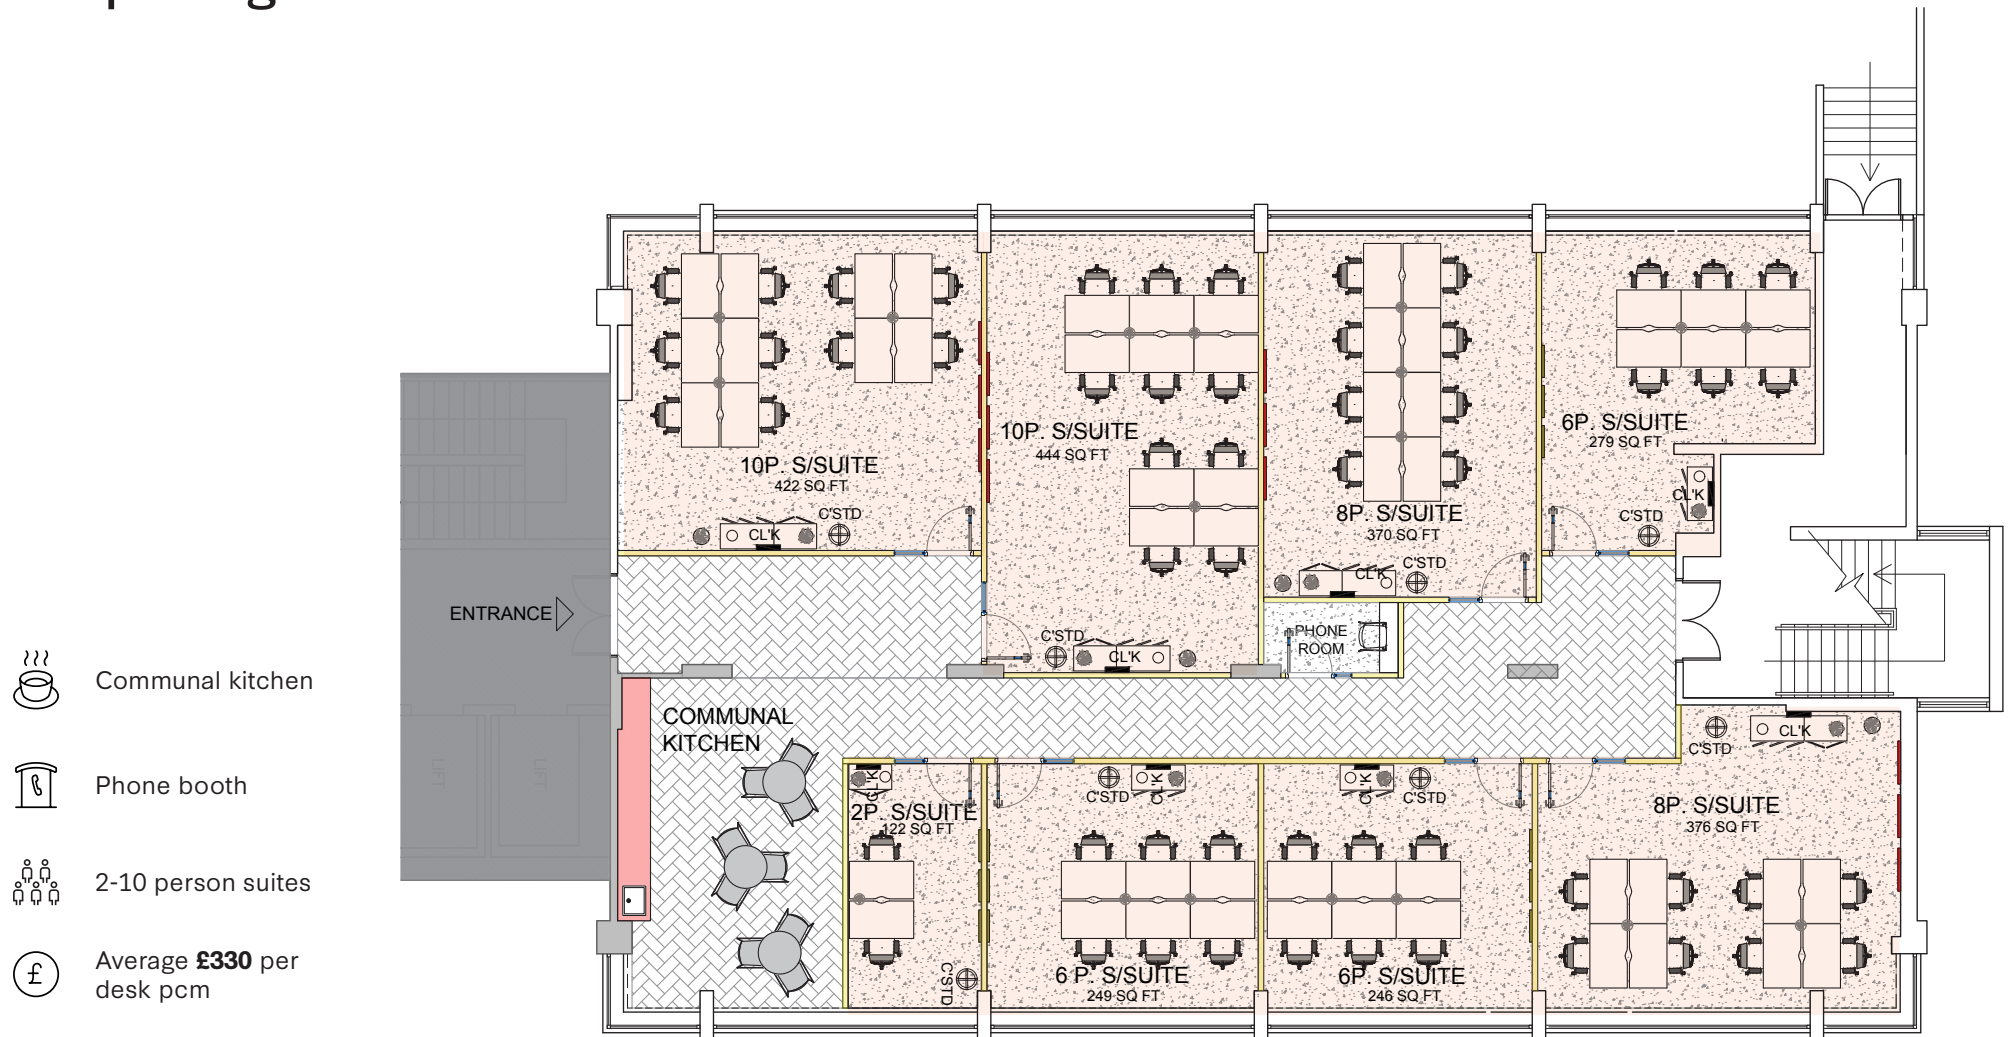 10P. S/SUITE
422 SQ FT
CL'K
C'STD
10P. S/SUITE
444 SQ FT
C'STD
CL'K
8P. S/SUITE
370 SQ FT
CL'K
C'STD
6P. S/SUITE
279 SQ FT
CL'K
C'STD
ENTRANCE
PHONE
ROOM
COMMUNAL
KITCHEN
LIFT
LIFT
CL'K
2P. S/SUITE
122 SQ FT
C'STD
C'STD
CL'K
6 P. S/SUITE
249 SQ FT
CL'K
C'STD
6P. S/SUITE
246 SQ FT
C'STD
CL'K
8P. S/SUITE
376 SQ FT
Communal kitchen
Phone booth
2-10 person suites
£
Average £330 per
desk pcm